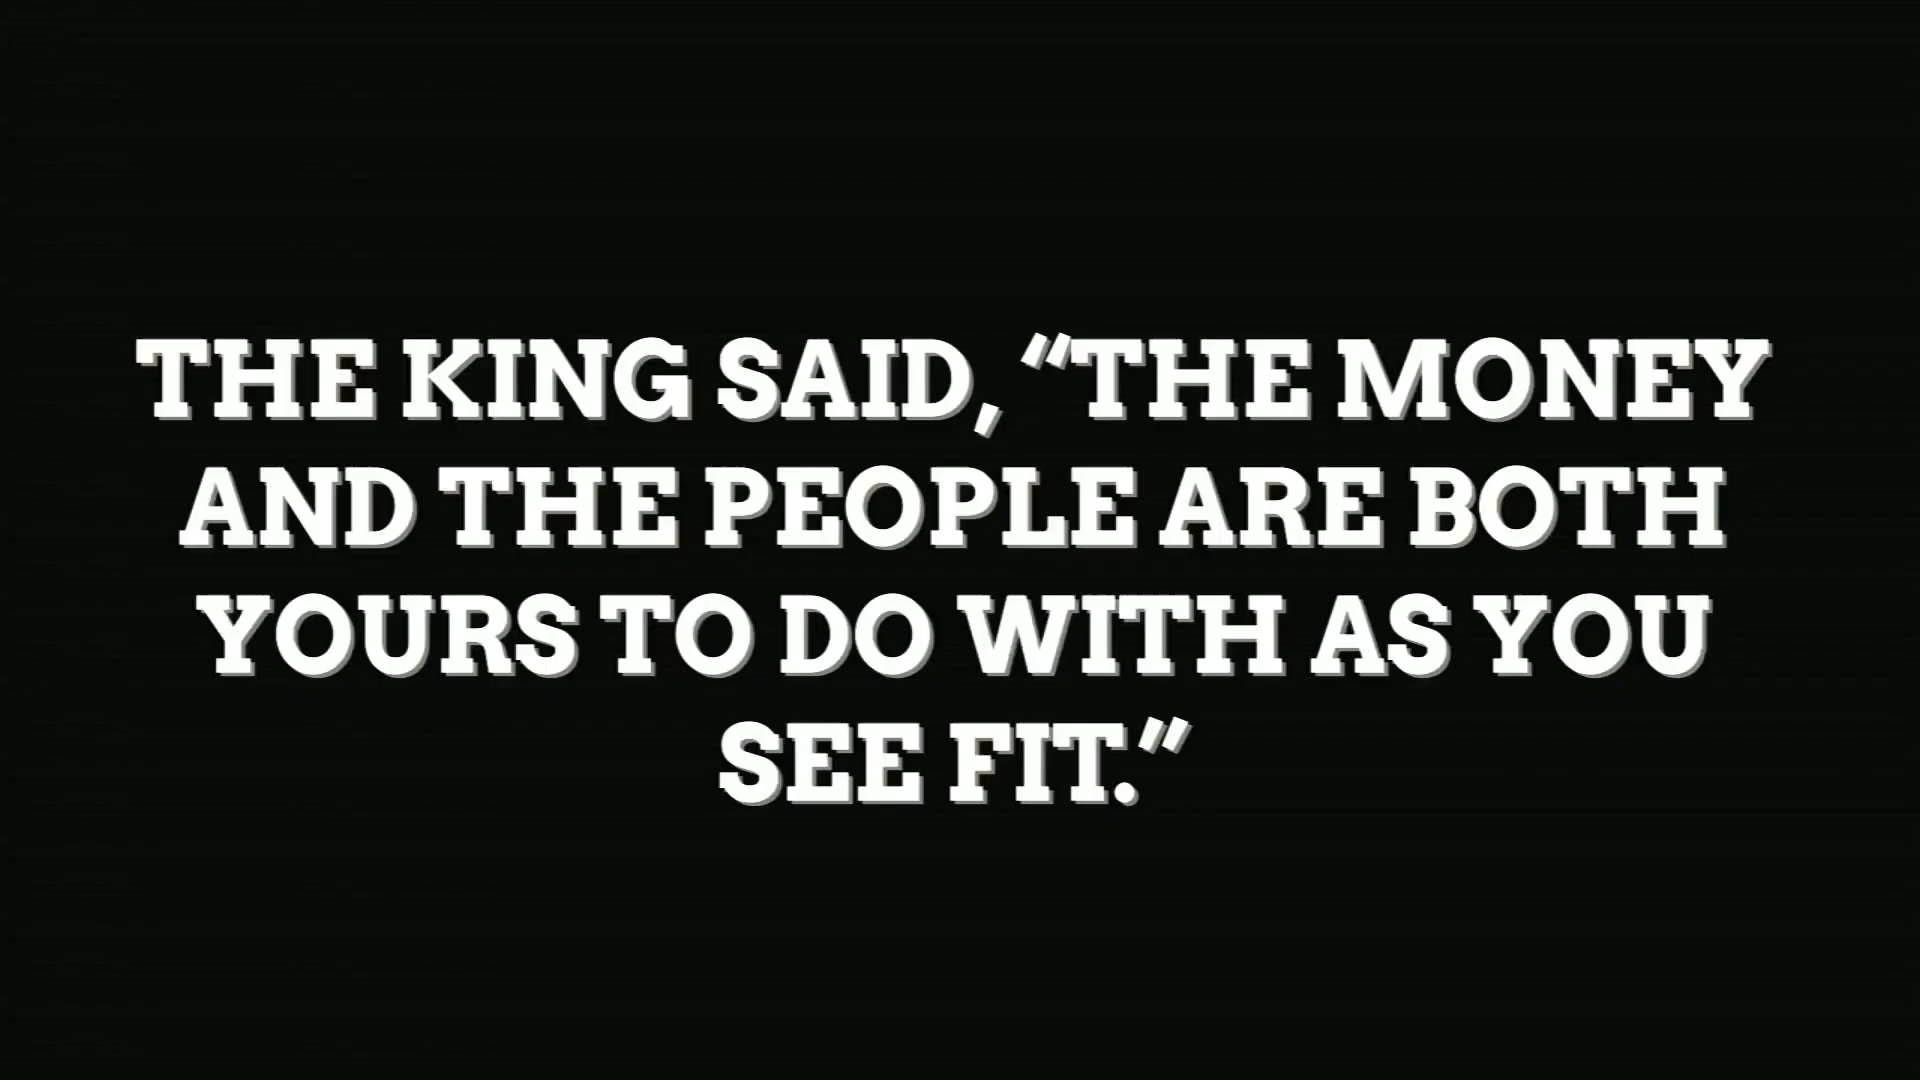 THE KING SAID, “THE MONEY
AND THE PEOPLE ARE BOTH
YOURS TO DO WITH AS YOU
SEE FIT.”